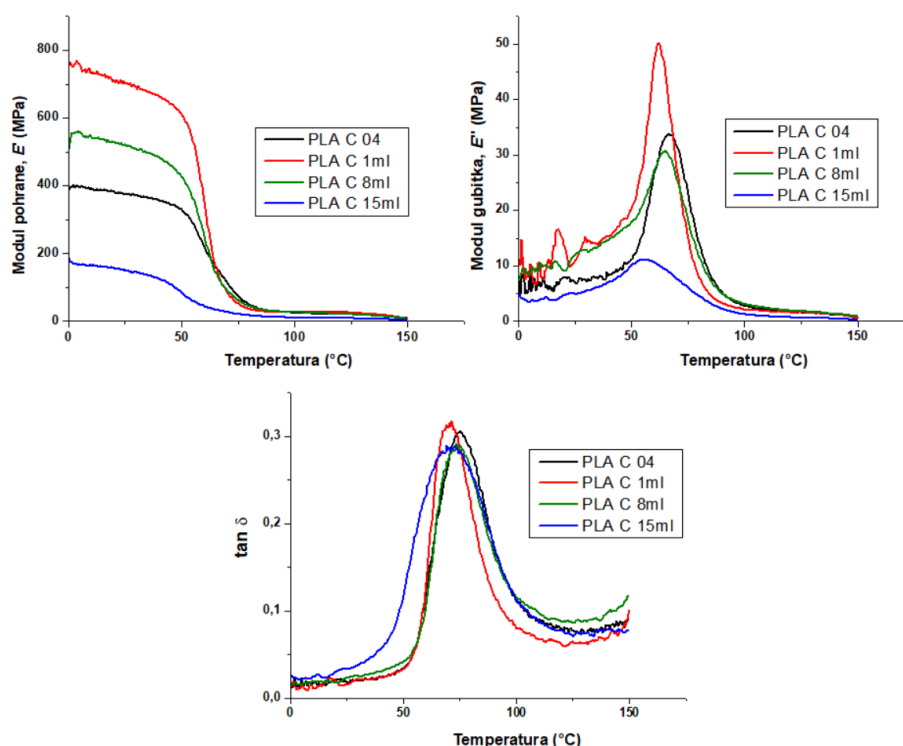 Modul pohrane, E' (MPa)
800
600
400
200
0
0
50
100
150
Temperatura (°C)
PLA C 04
PLA C 1ml
PLA C 8ml
PLA C 15ml
Modul gubitka, E'' (MPa)
50
40
30
20
10
0
0
50
100
150
Temperatura (°C)
PLA C 04
PLA C 1ml
PLA C 8ml
PLA C 15ml
tan δ
0,3
0,2
0,1
0,0
0
50
100
150
Temperatura (°C)
PLA C 04
PLA C 1ml
PLA C 8ml
PLA C 15ml